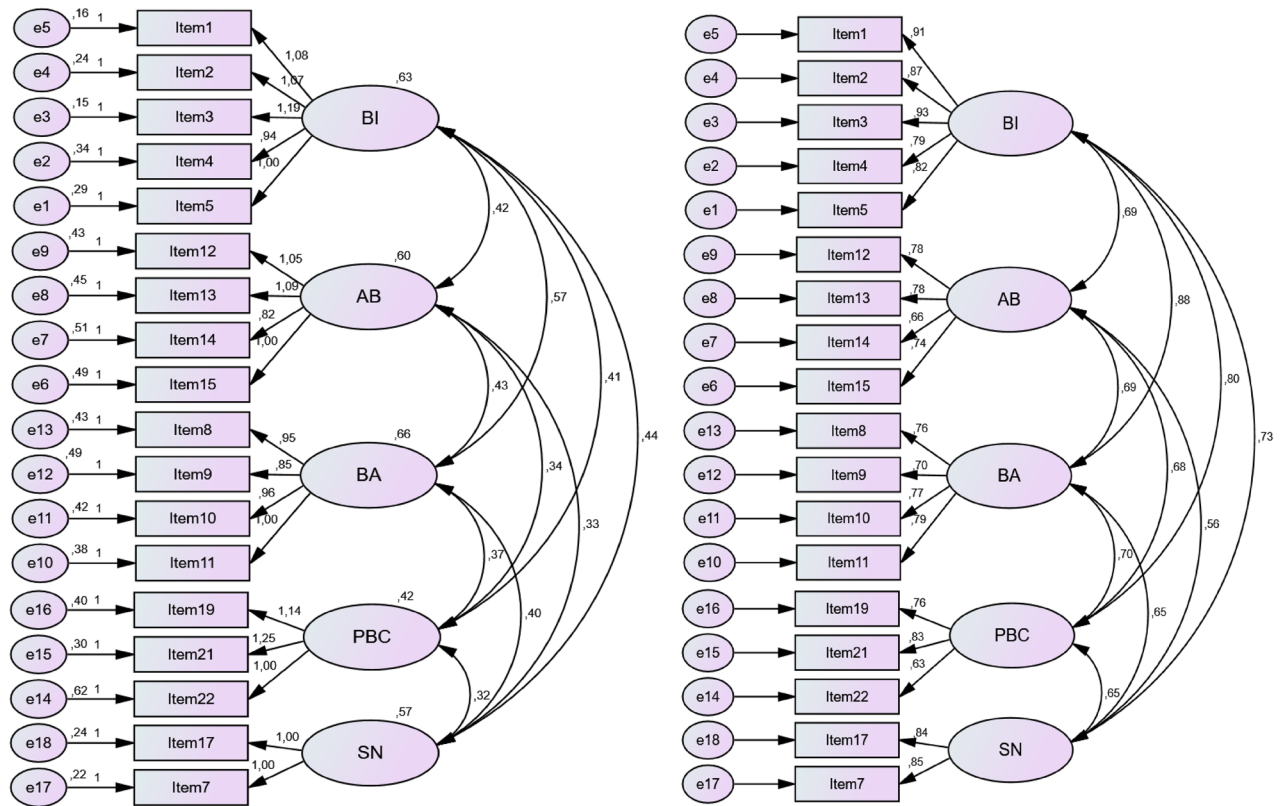 e5 ,16 1 Item1
e4 ,24 1 Item2
e3 ,15 1 Item3
e2 ,34 1 Item4
e1 ,29 1 Item5
1,08
1,07
1,19
,94
1,00
BI ,63
e9 ,43 1 Item12
e8 ,45 1 Item13
e7 ,51 1 Item14
e6 ,49 1 Item15
1,05
1,09
,82
1,00
AB ,60
e13 ,43 1 Item8
e12 ,49 1 Item9
e11 ,42 1 Item10
e10 ,38 1 Item11
,95
,85
,96
1,00
BA ,66
e16 ,40 1 Item19
e15 ,30 1 Item21
e14 ,62 1 Item22
1,14
1,25
1,00
PBC ,42
e18 ,24 1 Item17
e17 ,22 1 Item7
1,00
1,00
SN ,57
,42
,57
,41
,44
,43
,34
,33
,37
,40
,32
e5 Item1
e4 Item2
e3 Item3
e2 Item4
e1 Item5
,91
,87
,93
,79
,82
BI
e9 Item12
e8 Item13
e7 Item14
e6 Item15
,78
,78
,66
,74
AB
e13 Item8
e12 Item9
e11 Item10
e10 Item11
,76
,70
,77
,79
BA
e16 Item19
e15 Item21
e14 Item22
,76
,83
,63
PBC
e18 Item17
e17 Item7
,84
,85
SN
,69
,88
,80
,73
,69
,68
,56
,70
,65
,65